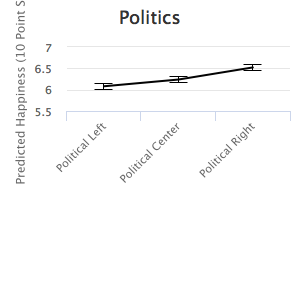 Politics
Predicted Happiness (10 Point S
7
6.5
6
5.5
Political Left
Political Center
Political Right